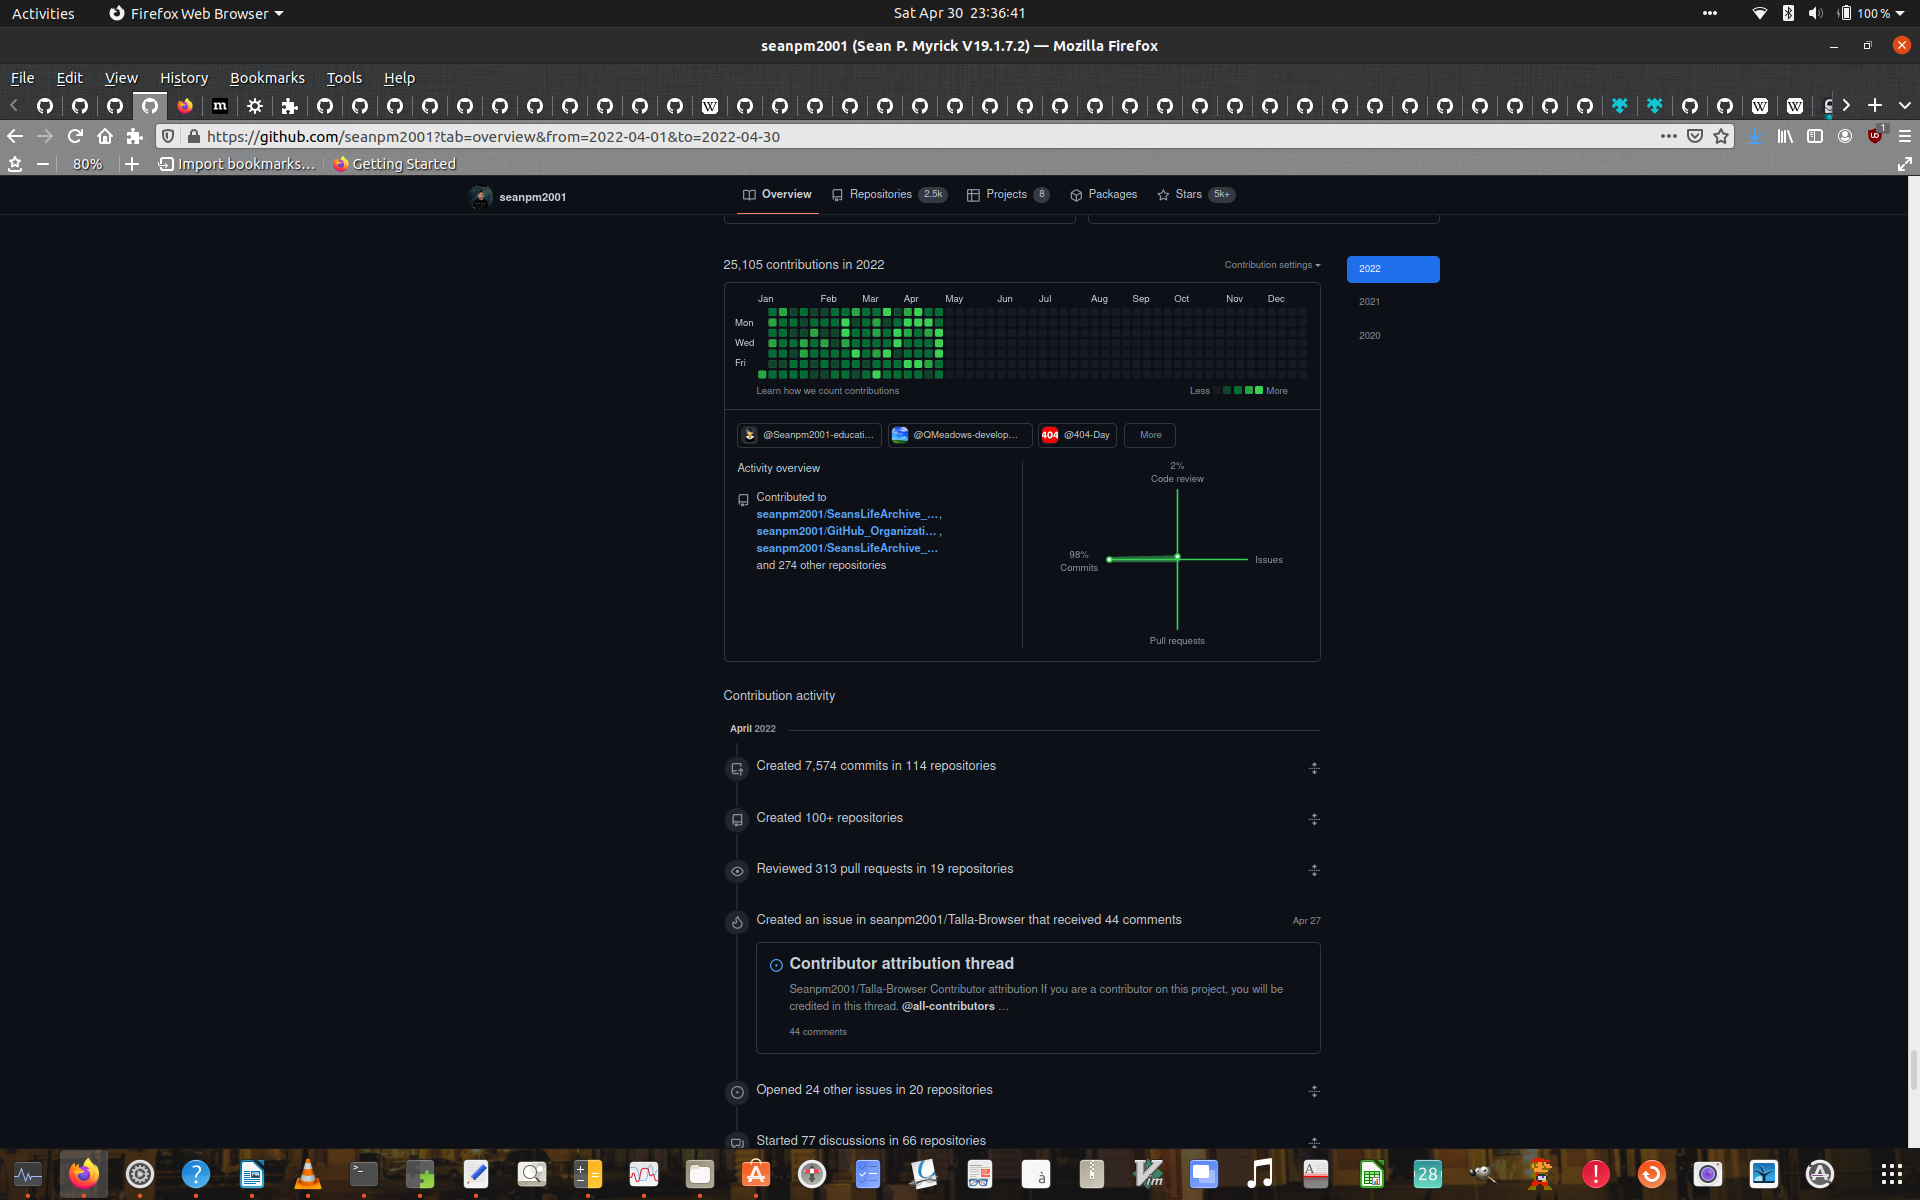 Activities
Firefox Web Browser
Sat Apr 30 23:36:41
100 %
seanpm2001 (Sean P. Myrick V19.1.7.2) — Mozilla Firefox
File Edit View History Bookmarks Tools Help
https://github.com/seanpm2001?tab=overview&from=2022-04-01&to=2022-04-30
1
80%
Import bookmarks...
Getting Started
seanpm2001
Overview
Repositories 2.5k
Projects 8
Packages
Stars 5k+
25,105 contributions in 2022
Contribution settings
2022
2021
2020
Jan Feb Mar Apr May Jun Jul Aug Sep Oct Nov Dec
Mon
Wed
Fri
Learn how we count contributions
Less More
@Seanpm2001-educati...
@QMeadows-develop...
404 @404-Day
More
Activity overview
Contributed to
seanpm2001/SeansLifeArchive_...,
seanpm2001/GitHub_Organizati... ,
seanpm2001/SeansLifeArchive_...
and 274 other repositories
2%
Code review
98%
Commits
Issues
Pull requests
Contribution activity
April 2022
Created 7,574 commits in 114 repositories
Created 100+ repositories
Reviewed 313 pull requests in 19 repositories
Created an issue in seanpm2001/Talla-Browser that received 44 comments
Apr 27
Contributor attribution thread
Seanpm2001/Talla-Browser Contributor attribution If you are a contributor on this project, you will be
credited in this thread. @all-contributors ...
44 comments
Opened 24 other issues in 20 repositories
Started 77 discussions in 66 repositories
28